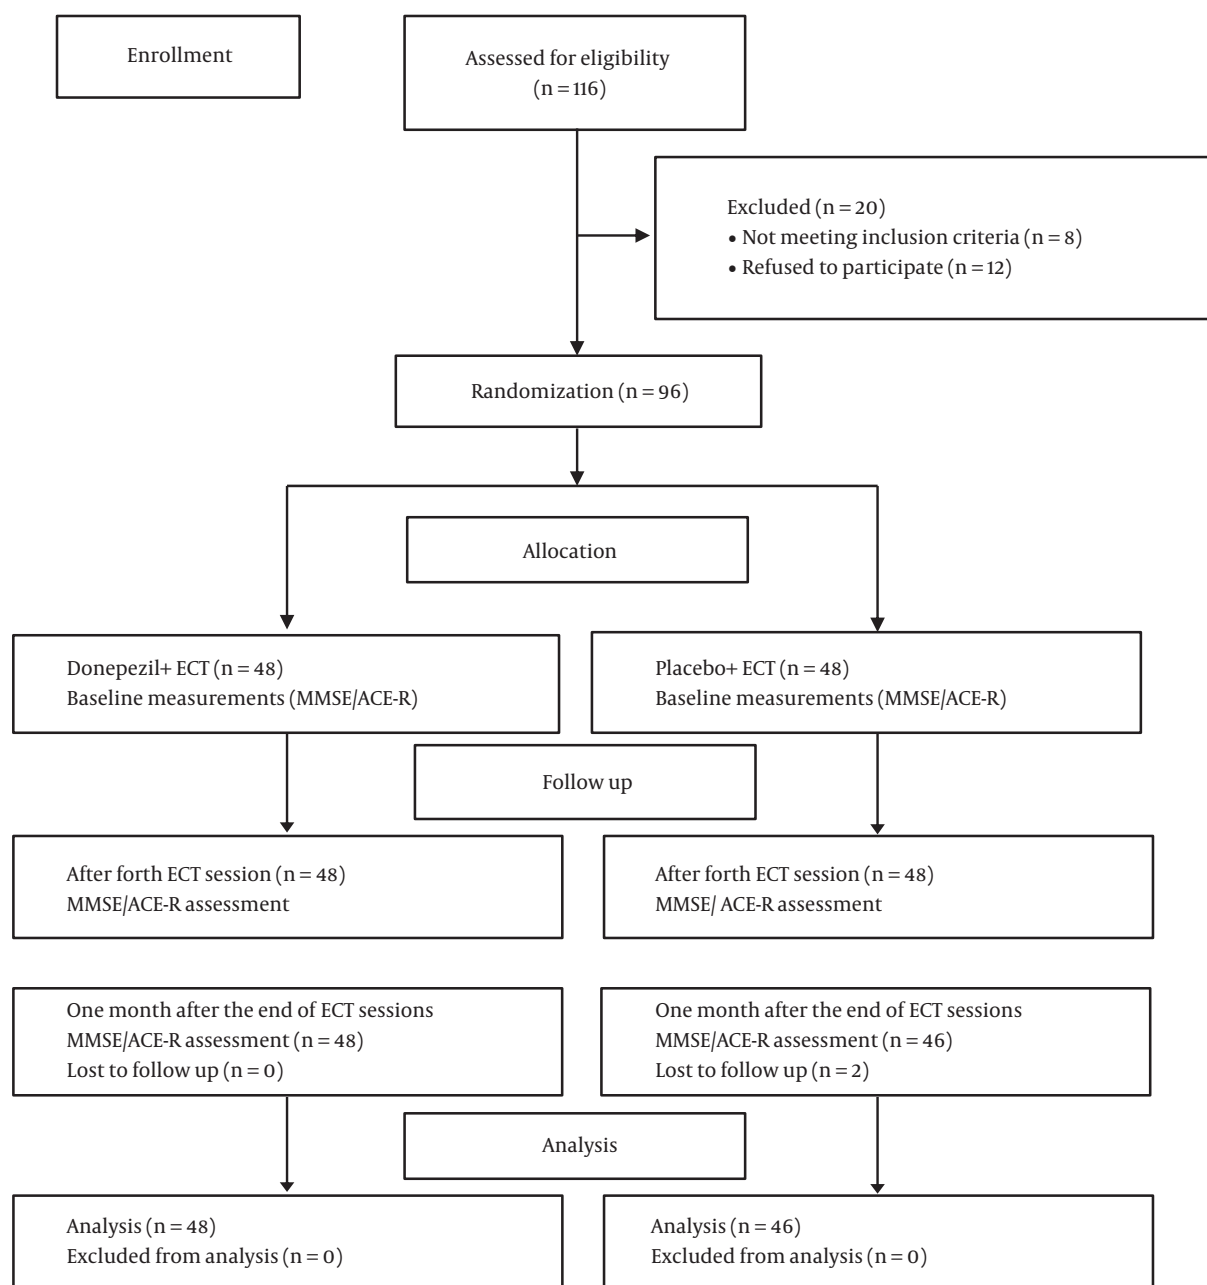 Enrollment
Assessed for eligibility
(n = 116)
Excluded (n = 20)
• Not meeting inclusion criteria (n = 8)
• Refused to participate (n = 12)
Randomization (n = 96)
Allocation
Donepezil+ ECT (n = 48)
Baseline measurements (MMSE/ACE-R)
Placebo+ ECT (n = 48)
Baseline measurements (MMSE/ACE-R)
Follow up
After forth ECT session (n = 48)
MMSE/ACE-R assessment
After forth ECT session (n = 48)
MMSE/ ACE-R assessment
One month after the end of ECT sessions
MMSE/ACE-R assessment (n = 48)
Lost to follow up (n = 0)
One month after the end of ECT sessions
MMSE/ACE-R assessment (n = 46)
Lost to follow up (n = 2)
Analysis
Analysis (n = 48)
Excluded from analysis (n = 0)
Analysis (n = 46)
Excluded from analysis (n = 0)